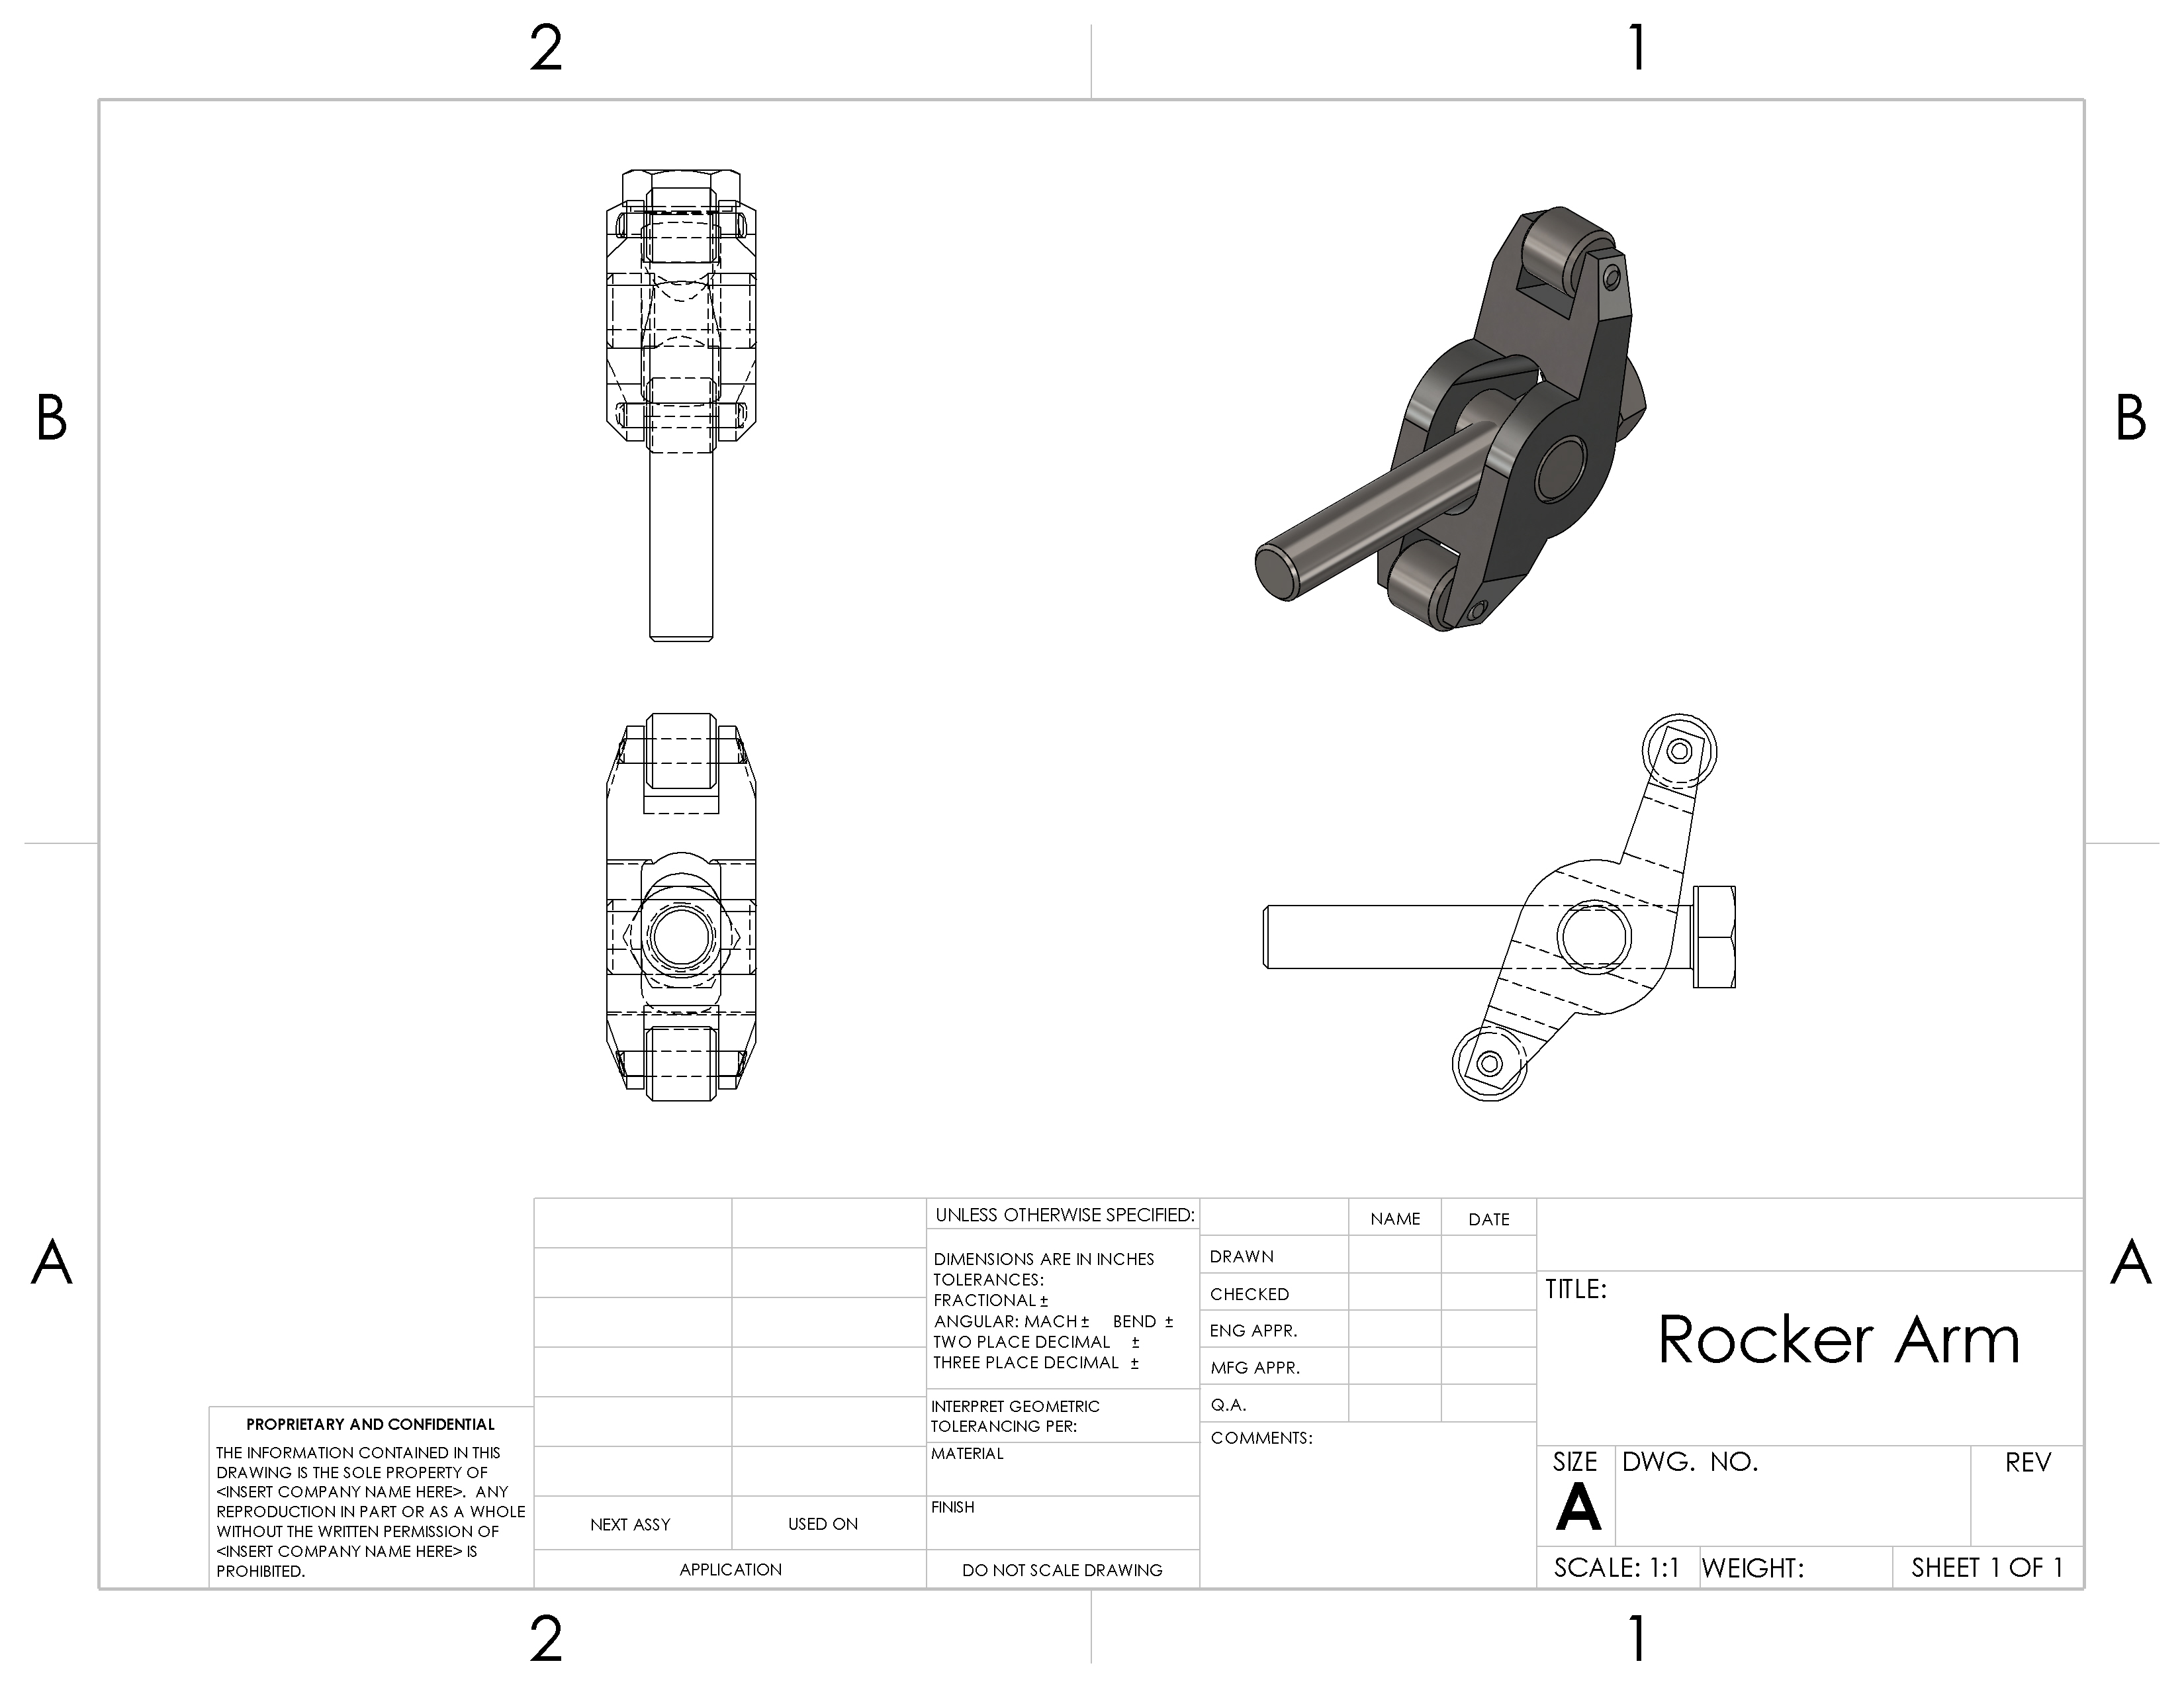 2
1
B
B
A
A
UNLESS OTHERWISE SPECIFIED:
DIMENSIONS ARE IN INCHES
TOLERANCES:
FRACTIONAL ±
ANGULAR: MACH ± BEND ±
TWO PLACE DECIMAL ±
THREE PLACE DECIMAL ±
INTERPRET GEOMETRIC
TOLERANCING PER:
MATERIAL
FINISH
DO NOT SCALE DRAWING
NAME DATE
DRAWN
CHECKED
ENG APPR.
MFG APPR.
Q.A.
COMMENTS:
TITLE:
Rocker Arm
SIZE DWG. NO. REV
A
SCALE: 1:1 WEIGHT: SHEET 1 OF 1
PROPRIETARY AND CONFIDENTIAL
THE INFORMATION CONTAINED IN THIS
DRAWING IS THE SOLE PROPERTY OF
<INSERT COMPANY NAME HERE>. ANY
REPRODUCTION IN PART OR AS A WHOLE
WITHOUT THE WRITTEN PERMISSION OF
<INSERT COMPANY NAME HERE> IS
PROHIBITED.
NEXT ASSY USED ON
APPLICATION
2
1